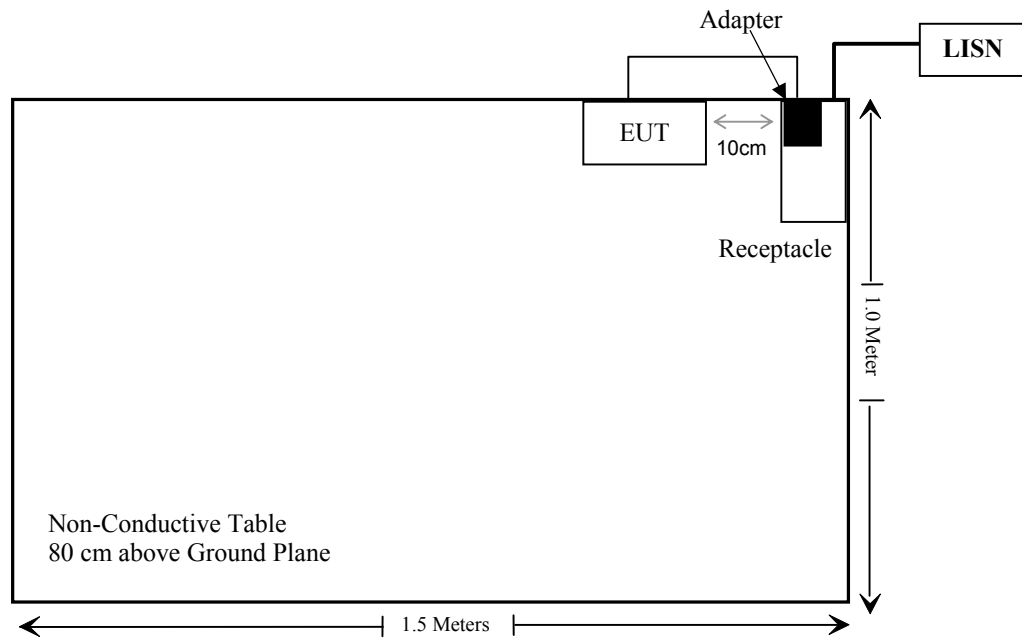 Adapter
LISN
EUT
10cm
Receptacle
1.0 Meter
Non-Conductive Table
80 cm above Ground Plane
1.5 Meters